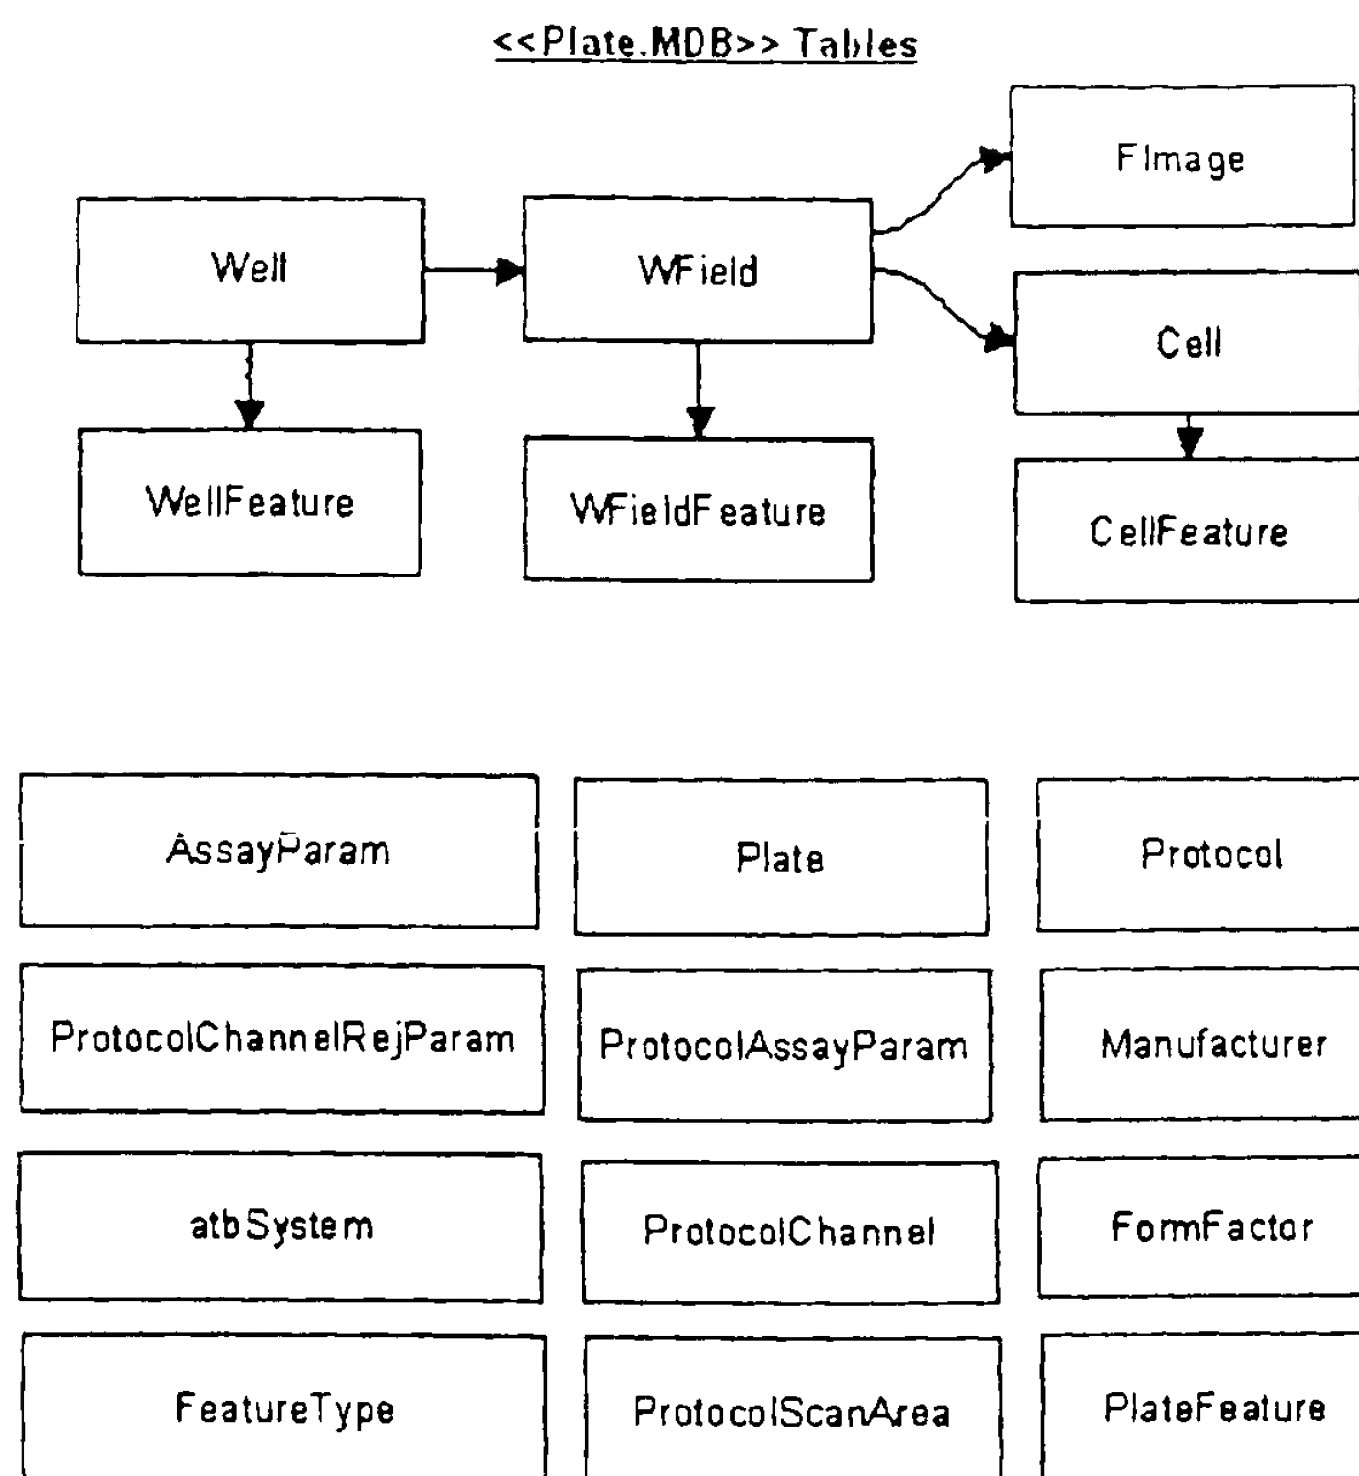 <<Plate.MDB>> Tables
FImage
Well
WField
Cell
WellFeature
WFieldFeature
CellFeature
AssayParam
Plate
Protocol
ProtocolChannelRejParam
ProtocolAssayParam
Manufacturer
atbSystem
ProtocolChannel
FormFactor
FeatureType
ProtocolScanArea
PlateFeature